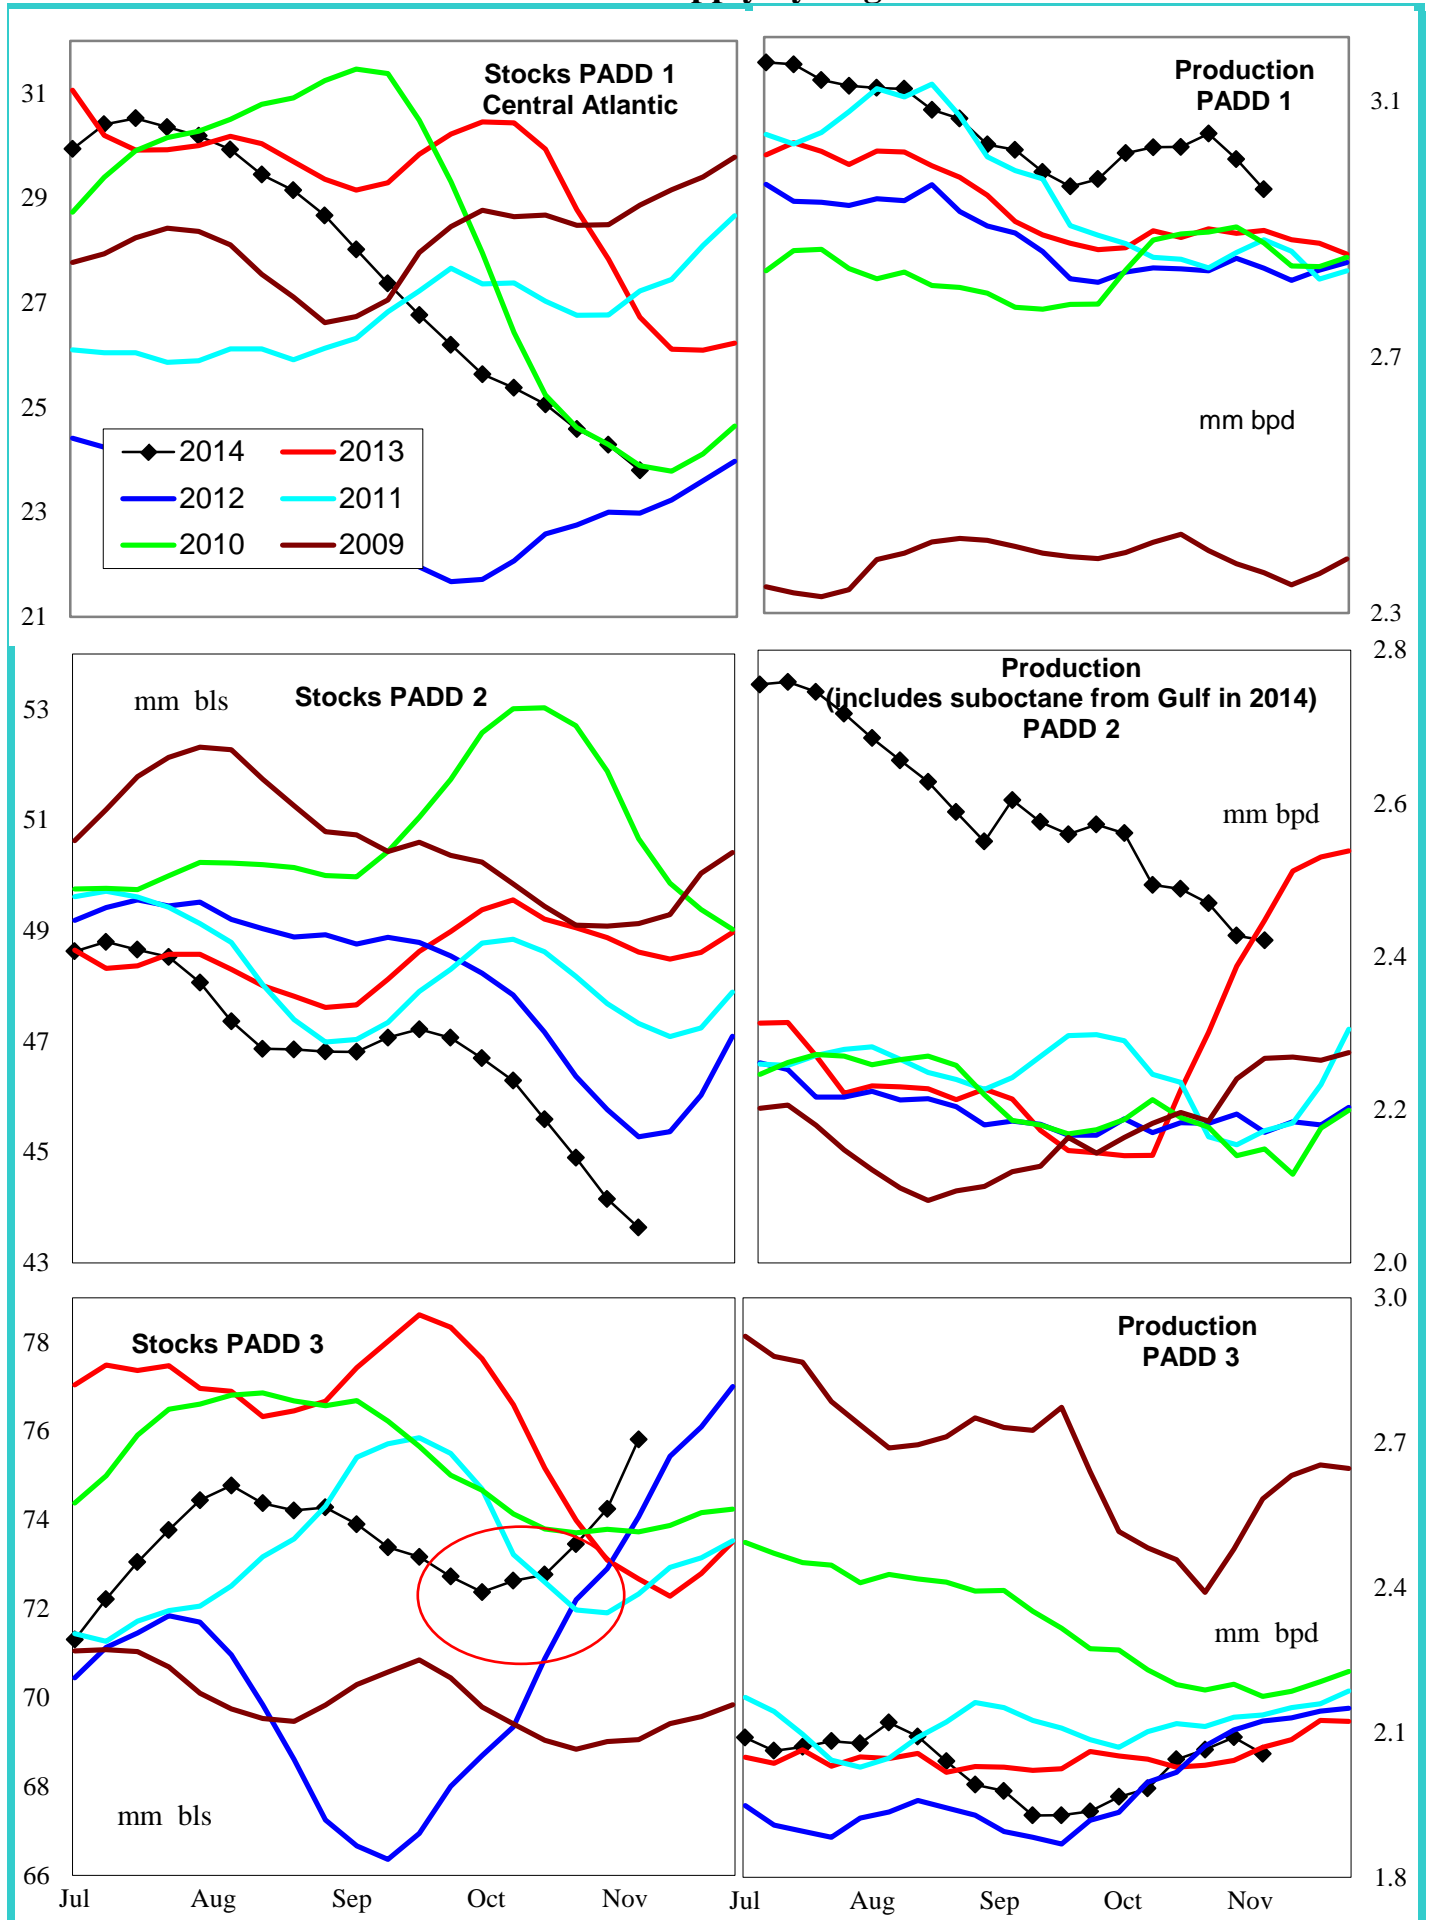 Stocks PADD 1
Central Atlantic
31
29
27
25
23
21
2014
2013
2012
2011
2010
2009
Production
PADD 1
mm bpd
3.1
2.7
2.3
mm bls
Stocks PADD 2
53
51
49
47
45
43
Production
(includes suboctane from Gulf in 2014)
PADD 2
mm bpd
2.8
2.6
2.4
2.2
2.0
Stocks PADD 3
78
76
74
72
70
68
66
mm bls
Jul Aug Sep Oct Nov
Production
PADD 3
mm bpd
3.0
2.7
2.4
2.1
1.8
Jul Aug Sep Oct Nov